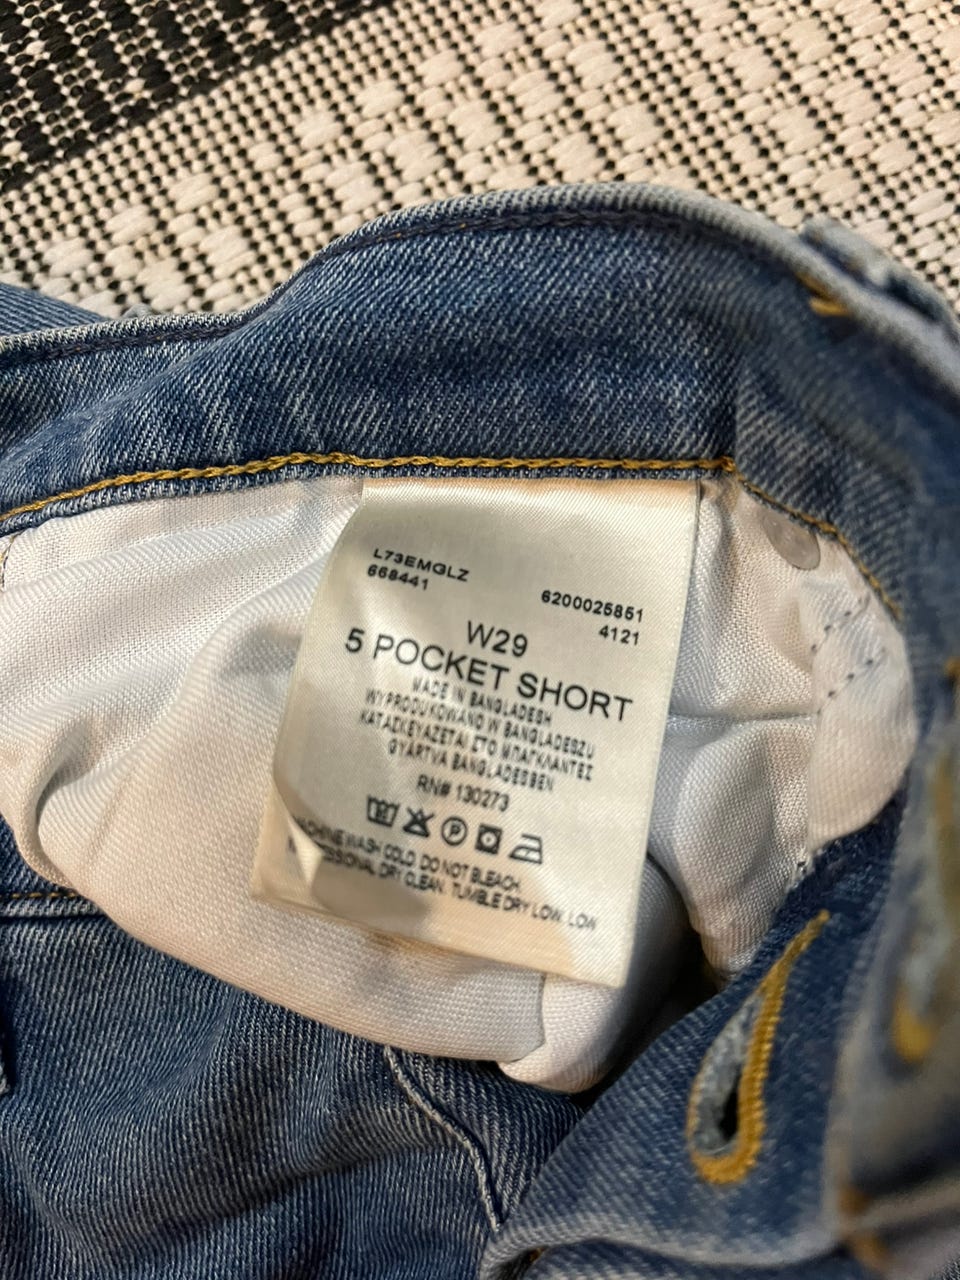 L73EMGLZ
668441
6200025851
4121
W29
5 POCKET SHORT
MADE IN BANGLADESH
WYPRODUKOWANO W BANGLADESZU
ΚΑΤΑΣΚΕΥΑΖΕΤΑΙ ΣΤΟ ΜΠΑΓΚΛΑΝΤΕΣ
GYÁRTVA BANGLADESBEN
RN# 130273
MACHINE WASH COLD DO NOT BLEACH
DRY CLEAN. TUMBLE DRY LOW. LOW